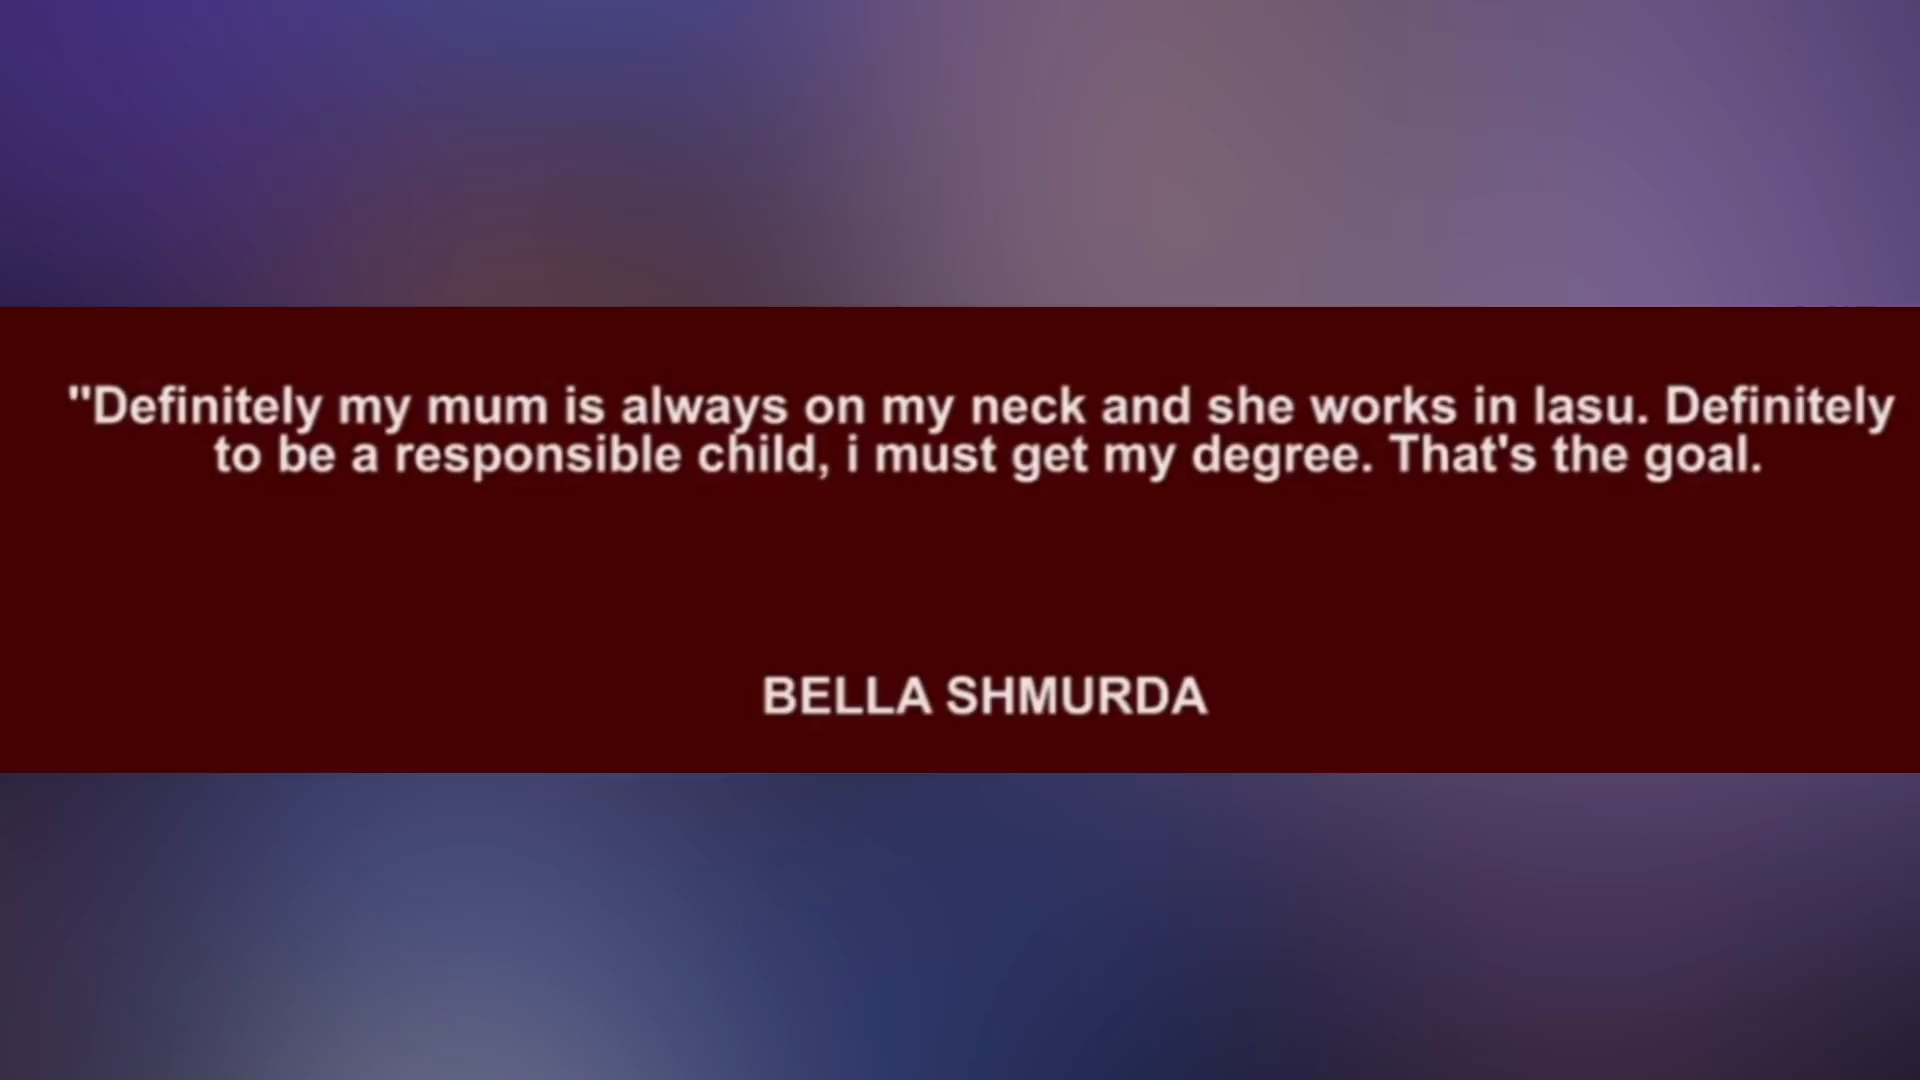 "Definitely my mum is always on my neck and she works in lasu. Definitely
to be a responsible child, i must get my degree. That's the goal.
BELLA SHMURDA